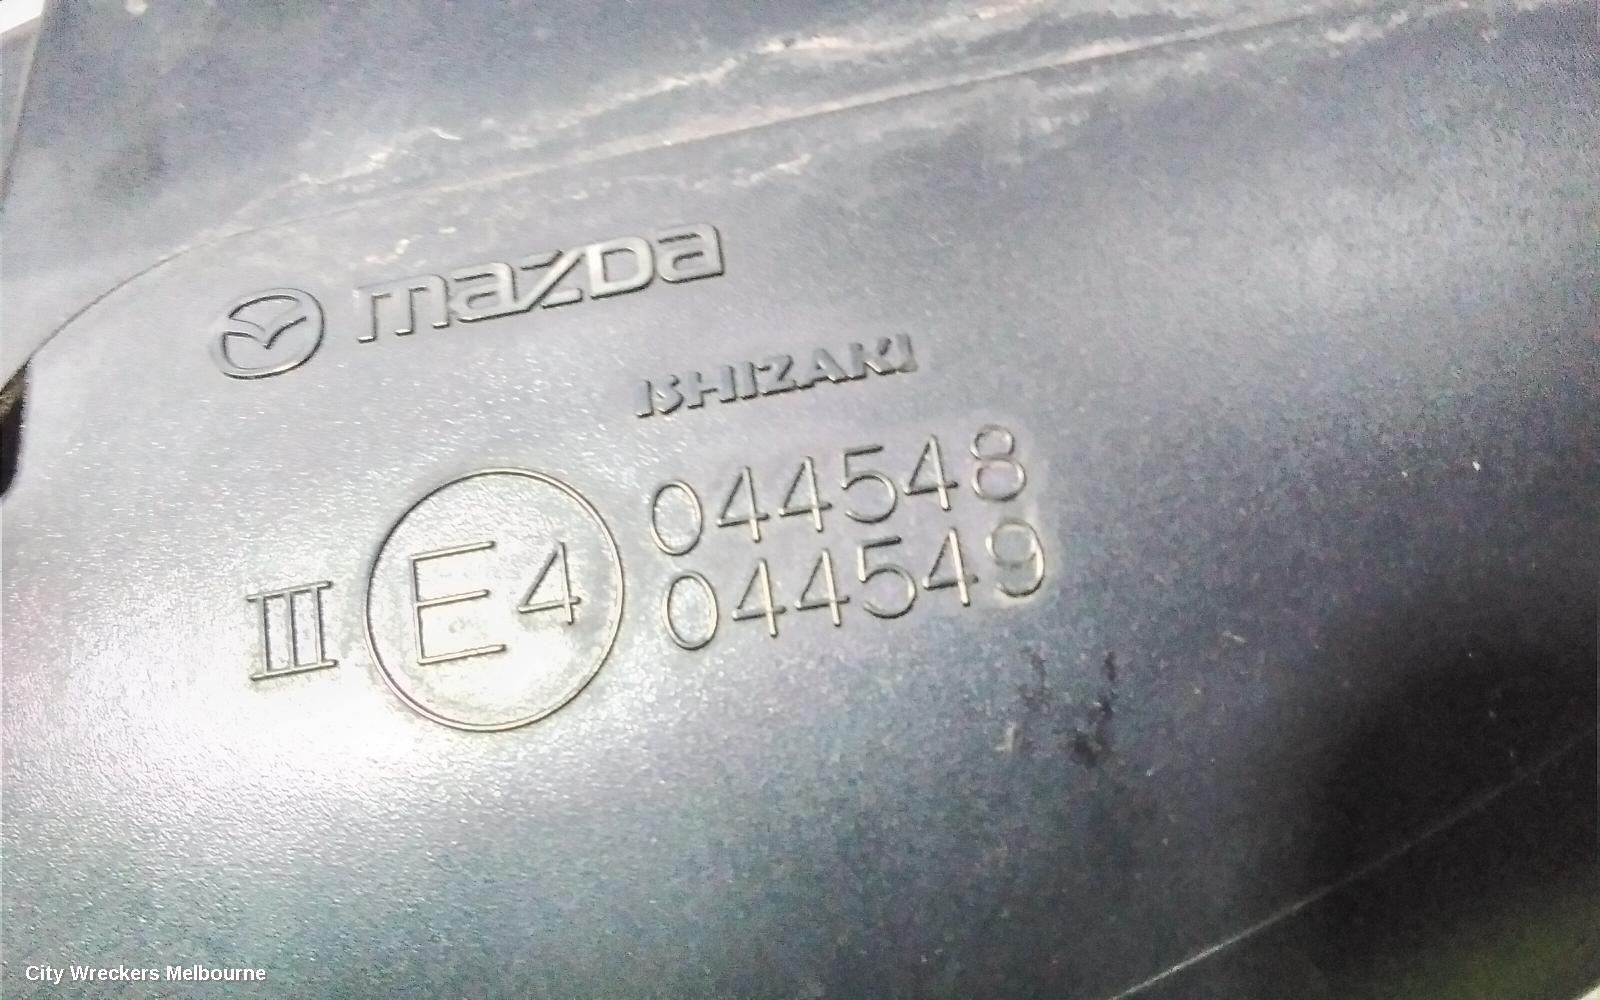 mazda
ISHIZAKI
III E4 044548
044549
City Wreckers Melbourne